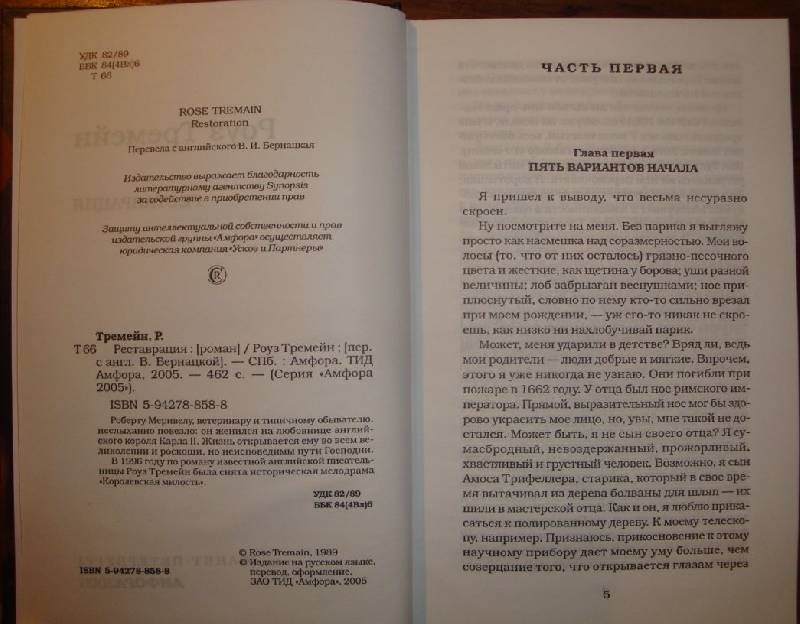 УДК 82/89
ББК 84(4Вл)6
Т 66
ROSE TREMAIN
Restoration
Перевела с английского В. И. Бернацкая
Издательство выражает благодарность
литературному агентству Synopsis
за содействие в приобретении прав
Защиту интеллектуальной собственности и прав
издательской группы «Амфора» осуществляет
юридическая компания «Усков и Партнеры»
Тремейн, Р.
Т 66 Реставрация : [роман] / Роуз Тремейн ; [пер.
с англ. В. Бернацкой]. — СПб. : Амфора. ТИД
Амфора, 2005. — 462 с. — (Серия «Амфора
2005»).
ISBN 5-94278-858-8
Роберту Меривелу, ветеринару и типичному обывателю,
неслыханно повезло: он женился на любовнице англий-
ского короля Карла II. Жизнь открывается ему во всем ве-
ликолепии и роскоши, но неисповедимы пути Господни.
В 1996 году по роману известной английской писатель-
ницы Роуз Тремейн была снята историческая мелодрама
«Королевская милость».
УДК 82/89
ББК 84(4Вл)6
© Rose Tremain, 1989
© Издание на русском языке,
перевод, оформление.
ЗАО ТИД «Амфора», 2005
ISBN 5-94278-858-8
ЧАСТЬ ПЕРВАЯ
Глава первая
ПЯТЬ ВАРИАНТОВ НАЧАЛА
Я пришел к выводу, что весьма несуразно
скроен.
Ну посмотрите на меня. Без парика я выгляжу
просто как насмешка над соразмерностью. Мои во-
лосы (то, что от них осталось) грязно-песочного
цвета и жесткие, как щетина у борова; уши разной
величины; лоб забрызган веснушками; нос при-
плюснутый, словно по нему кто-то сильно врезал
при моем рождении, — уж его-то никак не скро-
ешь, как низко ни нахлобучивай парик.
Может, меня ударили в детстве? Вряд ли, ведь
мои родители — люди добрые и мягкие. Впрочем,
этого я уже никогда не узнаю. Они погибли при
пожаре в 1662 году. У отца был нос римского им-
ператора. Прямой, выразительный нос мог бы здо-
рово украсить мое лицо, но, увы, мне такой не до-
стался. Может быть, я не сын своего отца? Я су-
масбродный, невоздержанный, прожорливый,
хвастливый и грустный человек. Возможно, я сын
Амоса Трифеллера, старика, который в свое время
вытачивал из дерева болваны для шляп — их
шили в мастерской отца. Как и он, я люблю прика-
саться к полированному дереву. К моему телеско-
пу, например. Признаюсь, прикосновение к этому
научному прибору дает моему уму больше, чем
созерцание того, что открывается глазам через
5